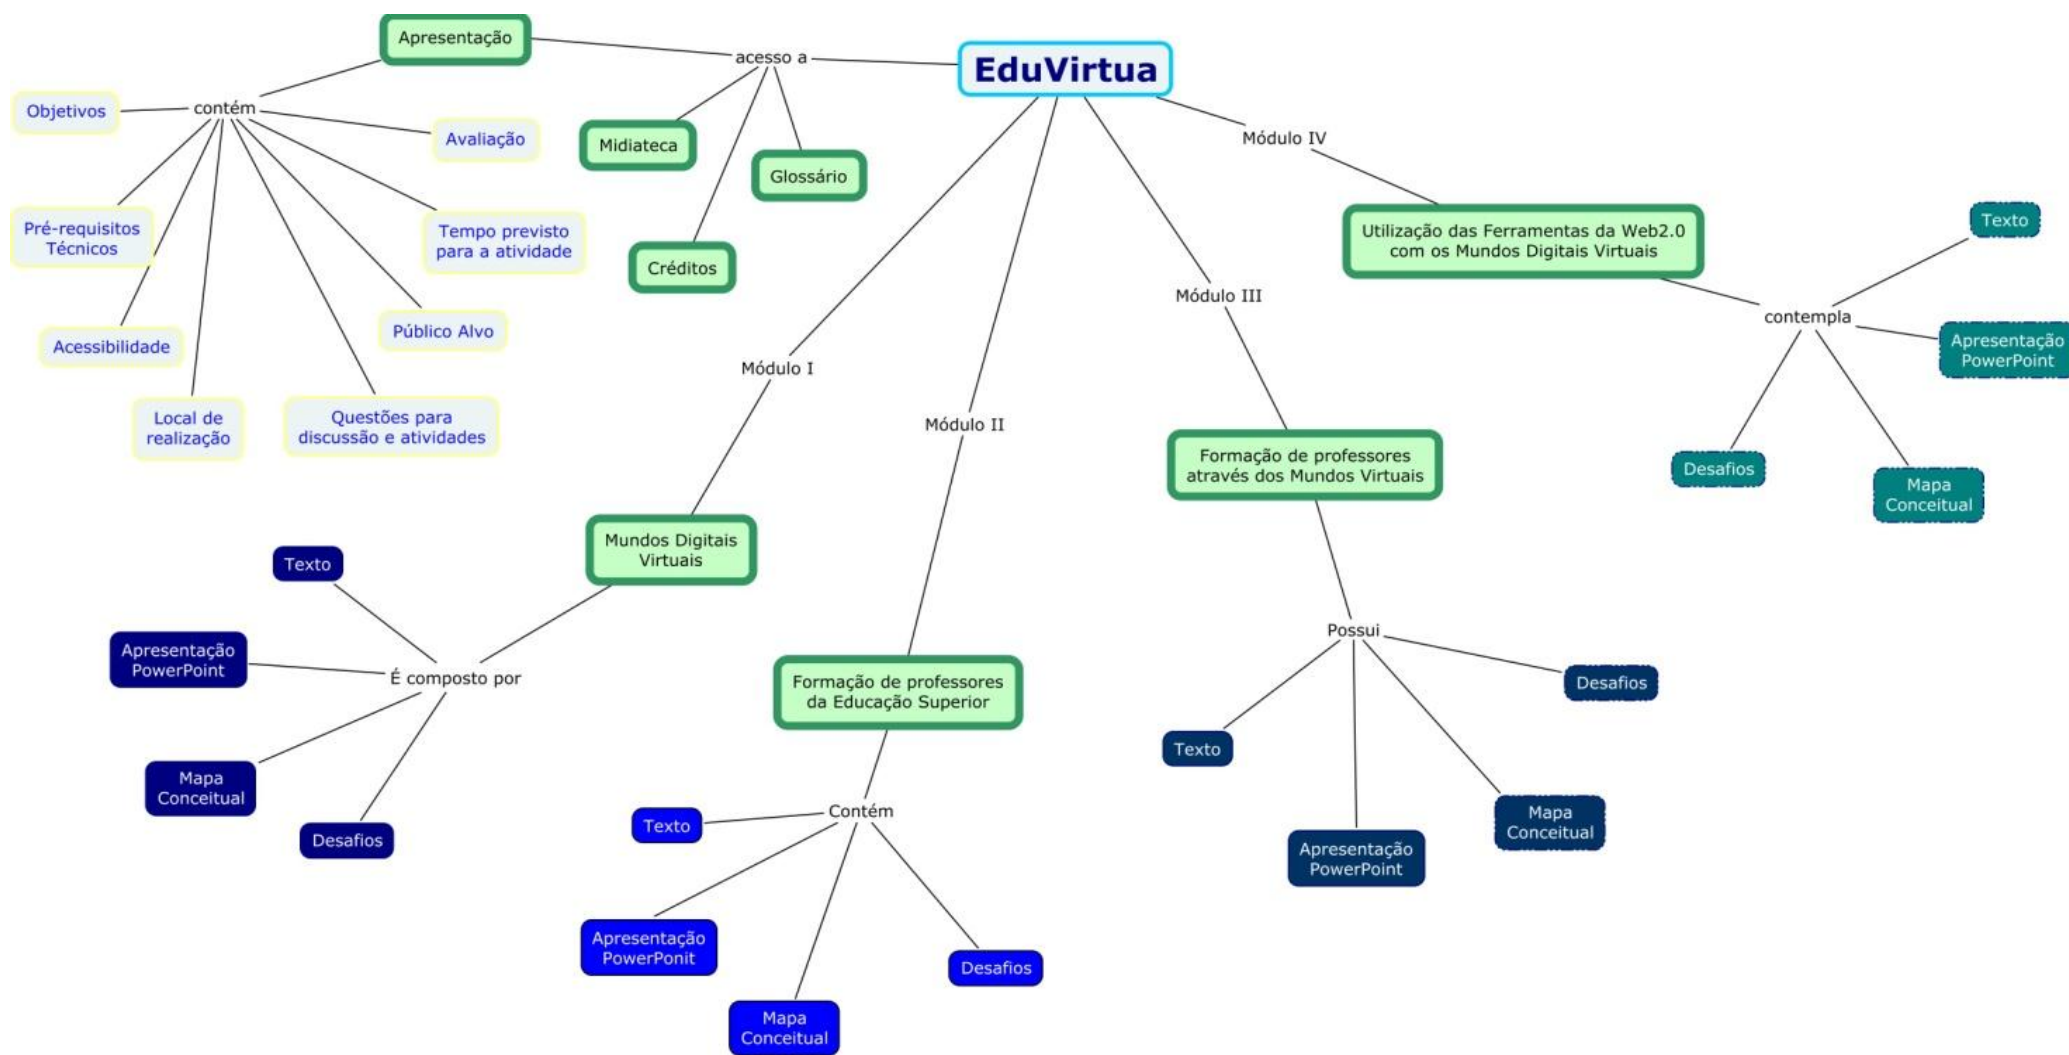 EduVirtua
acesso a
Apresentação
contém
Objetivos
Avaliação
Pré-requisitos
Técnicos
Tempo previsto
para a atividade
Acessibilidade
Público Alvo
Local de
realização
Questões para
discussão e atividades
Midiateca
Glossário
Créditos
Módulo I
Mundos Digitais
Virtuais
É composto por
Texto
Apresentação
PowerPoint
Mapa
Conceitual
Desafios
Módulo II
Formação de professores
da Educação Superior
Contém
Texto
Apresentação
PowerPonit
Mapa
Conceitual
Desafios
Módulo III
Formação de professores
através dos Mundos Virtuais
Possui
Texto
Apresentação
PowerPoint
Mapa
Conceitual
Desafios
Módulo IV
Utilização das Ferramentas da Web2.0
com os Mundos Digitais Virtuais
contempla
Texto
Apresentação
PowerPoint
Mapa
Conceitual
Desafios